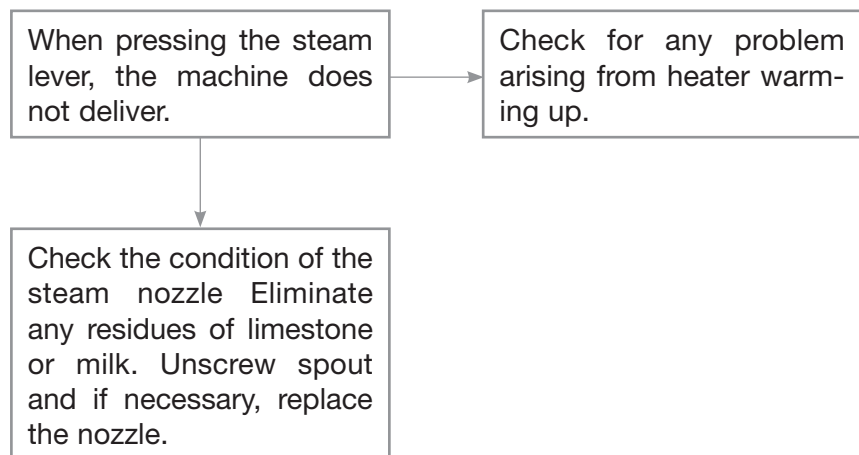 When pressing the steam
lever, the machine does
not deliver.
Check for any problem
arising from heater warm-
ing up.
Check the condition of the
steam nozzle Eliminate
any residues of limestone
or milk. Unscrew spout
and if necessary, replace
the nozzle.